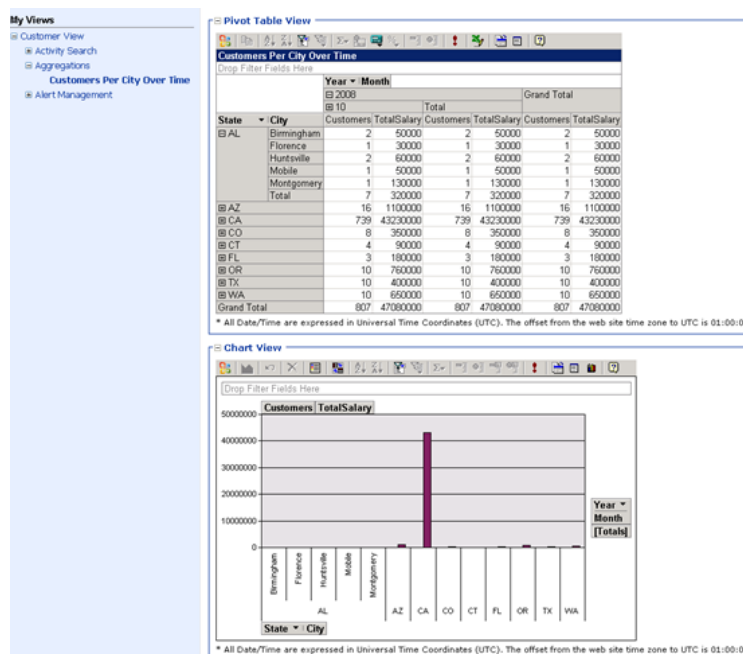 My Views
Customer View
Activity Search
Aggregations
Customers Per City Over Time
Alert Management
Pivot Table View
Customers Per City Over Time
Drop Filter Fields Here
Year Month
2008 Grand Total
10 Total
State City Customers TotalSalary Customers TotalSalary Customers TotalSalary
AL Birmingham 2 50000 2 50000 2 50000
Florence 1 30000 1 30000 1 30000
Huntsville 2 60000 2 60000 2 60000
Mobile 1 50000 1 50000 1 50000
Montgomery 1 130000 1 130000 1 130000
Total 7 320000 7 320000 7 320000
AZ 16 1100000 16 1100000 16 1100000
CA 739 43230000 739 43230000 739 43230000
CO 8 350000 8 350000 8 350000
CT 4 90000 4 90000 4 90000
FL 3 180000 3 180000 3 180000
OR 10 760000 10 760000 10 760000
TX 10 400000 10 400000 10 400000
WA 10 650000 10 650000 10 650000
Grand Total 807 47080000 807 47080000 807 47080000
* All Date/Time are expressed in Universal Time Coordinates (UTC). The offset from the web site time zone to UTC is 01:00:0
Chart View
Drop Filter Fields Here
Customers TotalSalary
50000000
40000000
30000000
20000000
10000000
0
Year
Month
[Totals]
Birmingham
Florence
Huntsville
Mobile
Montgomery
AL AZ CA CO CT FL OR TX WA
State City
* All Date/Time are expressed in Universal Time Coordinates (UTC). The offset from the web site time zone to UTC is 01:00:0